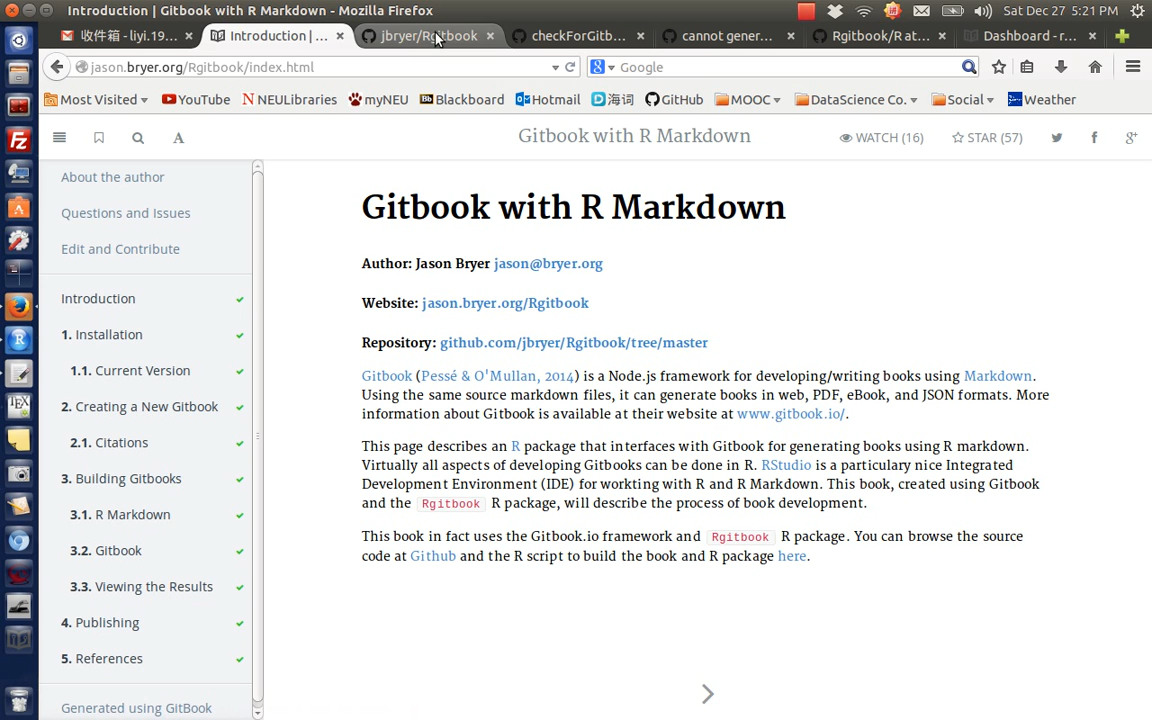 Introduction | Gitbook with R Markdown - Mozilla Firefox
Sat Dec 27 5:21 PM
收件箱 - liyi.19...
Introduction | ...
jbryer/Rgitbook
checkForGitb...
cannot gener...
Rgitbook/R at...
Dashboard - r...
jason.bryer.org/Rgitbook/index.html
Google
Most Visited
YouTube
NEULibraries
myNEU
Blackboard
Hotmail
海词
GitHub
MOOC
DataScience Co.
Social
Weather
A
Gitbook with R Markdown
WATCH (16)
STAR (57)
About the author
Questions and Issues
Edit and Contribute
Introduction
1. Installation
1.1. Current Version
2. Creating a New Gitbook
2.1. Citations
3. Building Gitbooks
3.1. R Markdown
3.2. Gitbook
3.3. Viewing the Results
4. Publishing
5. References
Generated using GitBook
Gitbook with R Markdown
Author: Jason Bryer jason@bryer.org
Website: jason.bryer.org/Rgitbook
Repository: github.com/jbryer/Rgitbook/tree/master
Gitbook (Pessé & O'Mullan, 2014) is a Node.js framework for developing/writing books using Markdown.
Using the same source markdown files, it can generate books in web, PDF, eBook, and JSON formats. More
information about Gitbook is available at their website at www.gitbook.io/.
This page describes an R package that interfaces with Gitbook for generating books using R markdown.
Virtually all aspects of developing Gitbooks can be done in R. RStudio is a particulary nice Integrated
Development Environment (IDE) for workting with R and R Markdown. This book, created using Gitbook
and the Rgitbook R package, will describe the process of book development.
This book in fact uses the Gitbook.io framework and Rgitbook R package. You can browse the source
code at Github and the R script to build the book and R package here.